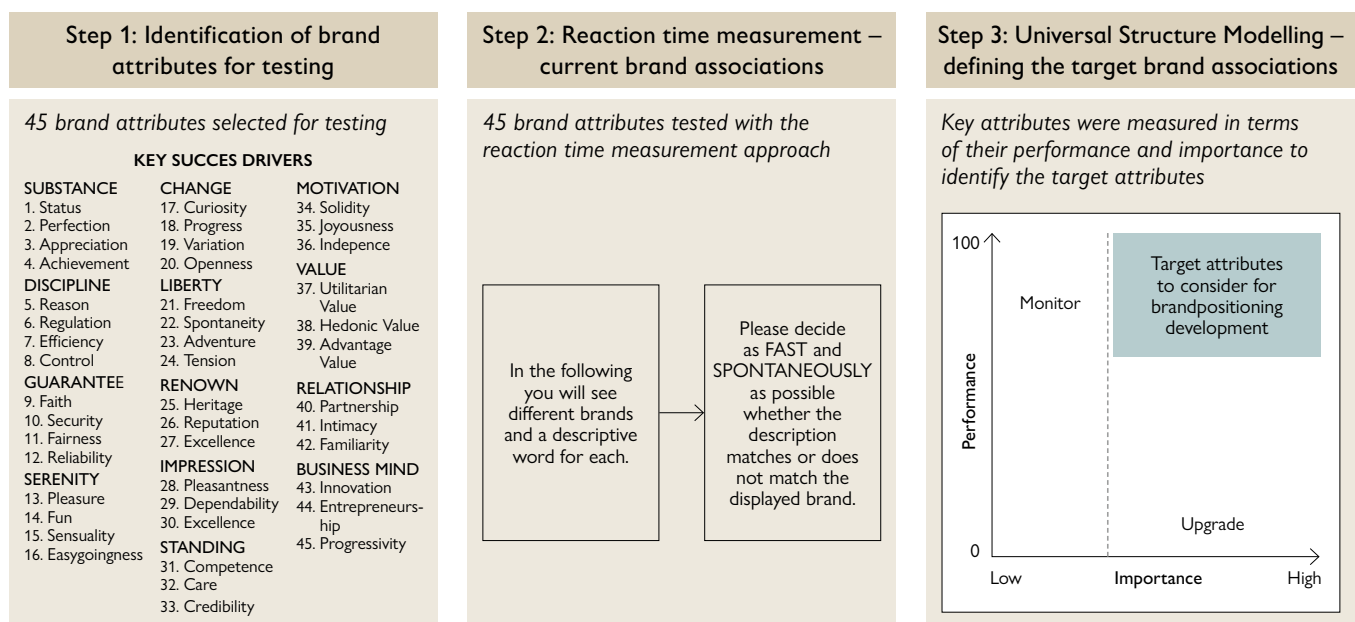 Step 1: Identification of brand
attributes for testing
45 brand attributes selected for testing
KEY SUCCES DRIVERS
SUBSTANCE
1. Status
2. Perfection
3. Appreciation
4. Achievement
DISCIPLINE
5. Reason
6. Regulation
7. Efficiency
8. Control
GUARANTEE
9. Faith
10. Security
11. Fairness
12. Reliability
SERENITY
13. Pleasure
14. Fun
15. Sensuality
16. Easygoingness
CHANGE
17. Curiosity
18. Progress
19. Variation
20. Openness
LIBERTY
21. Freedom
22. Spontaneity
23. Adventure
24. Tension
RENOWN
25. Heritage
26. Reputation
27. Excellence
IMPRESSION
28. Pleasantness
29. Dependability
30. Excellence
STANDING
31. Competence
32. Care
33. Credibility
MOTIVATION
34. Solidity
35. Joyousness
36. Indepence
VALUE
37. Utilitarian
Value
38. Hedonic Value
39. Advantage
Value
RELATIONSHIP
40. Partnership
41. Intimacy
42. Familiarity
BUSINESS MIND
43. Innovation
44. Entrepreneurs-
hip
45. Progressivity
Step 2: Reaction time measurement –
current brand associations
45 brand attributes tested with the
reaction time measurement approach
In the following
you will see
different brands
and a descriptive
word for each.
Please decide
as FAST and
SPONTANEOUSLY
as possible
whether the
description
matches or does
not match the
displayed brand.
Step 3: Universal Structure Modelling –
defining the target brand associations
Key attributes were measured in terms
of their performance and importance to
identify the target attributes
100
Monitor
Target attributes
to consider for
brandpositioning
development
Performance
Upgrade
0
Low
Importance
High